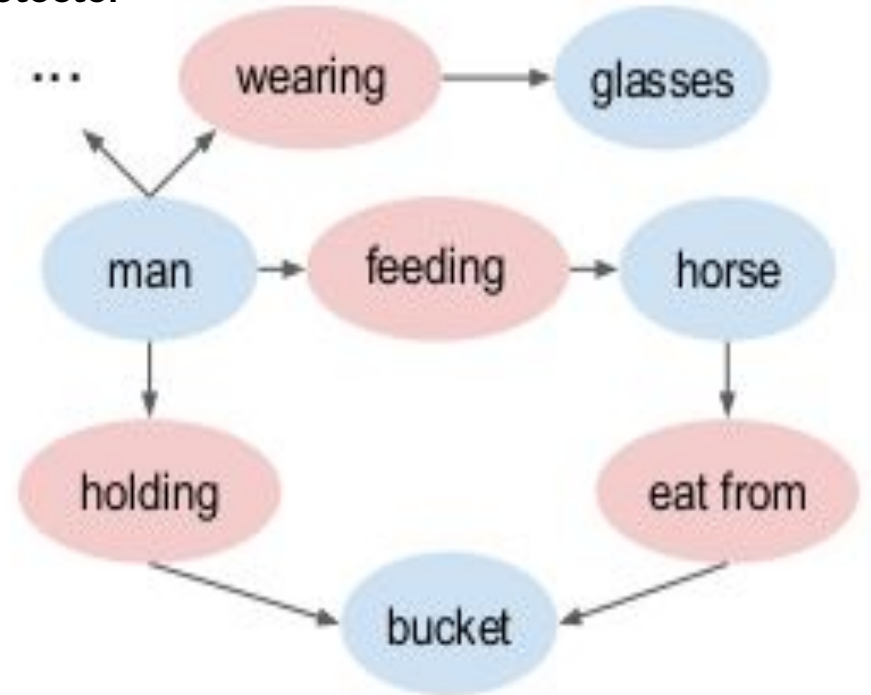 ...
wearing
glasses
man
feeding
horse
holding
eat from
bucket